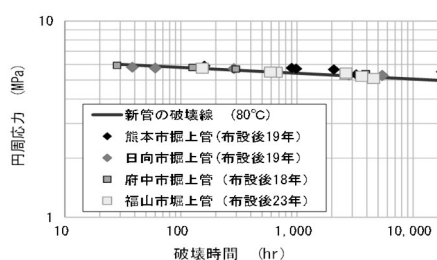 円周応力 (MPa)
10
1
新管の破壊線 (80℃)
熊本市掘上管(布設後19年)
日向市掘上管(布設後19年)
府中市掘上管(布設後18年)
福山市堀上管(布設後23年)
10
100
1,000
10,000
破壊時間 (hr)